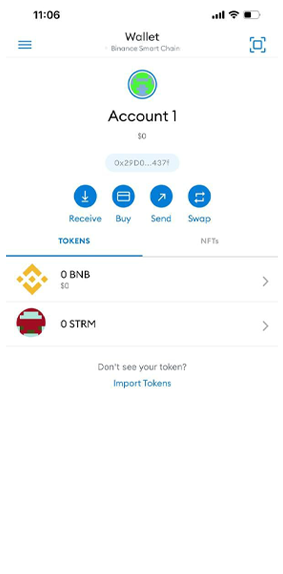 11:06
Wallet
Binance Smart Chain
Account 1
$0
0x29D0...437f
Receive Buy Send Swap
TOKENS NFTs
0 BNB
$0
0 STRM
Don't see your token?
Import Tokens